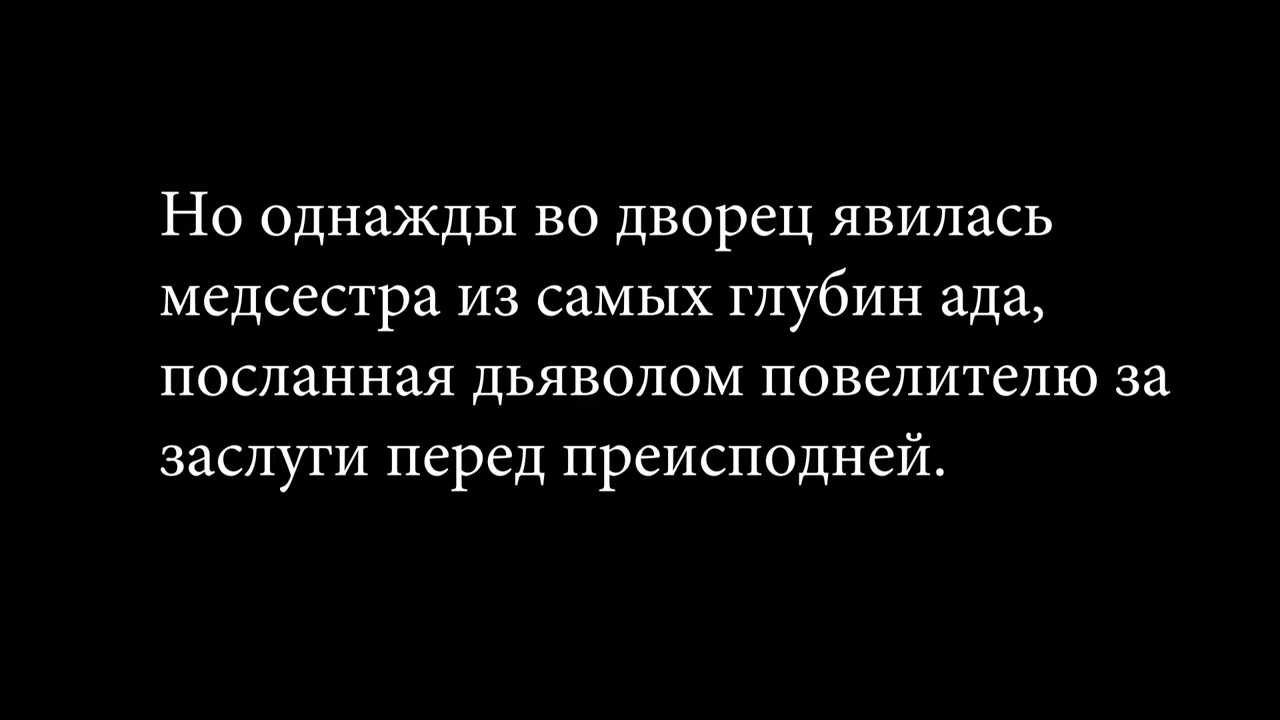 Но однажды во дворец явилась
медсестра из самых глубин ада,
посланная дьяволом повелителю за
заслуги перед преисподней.